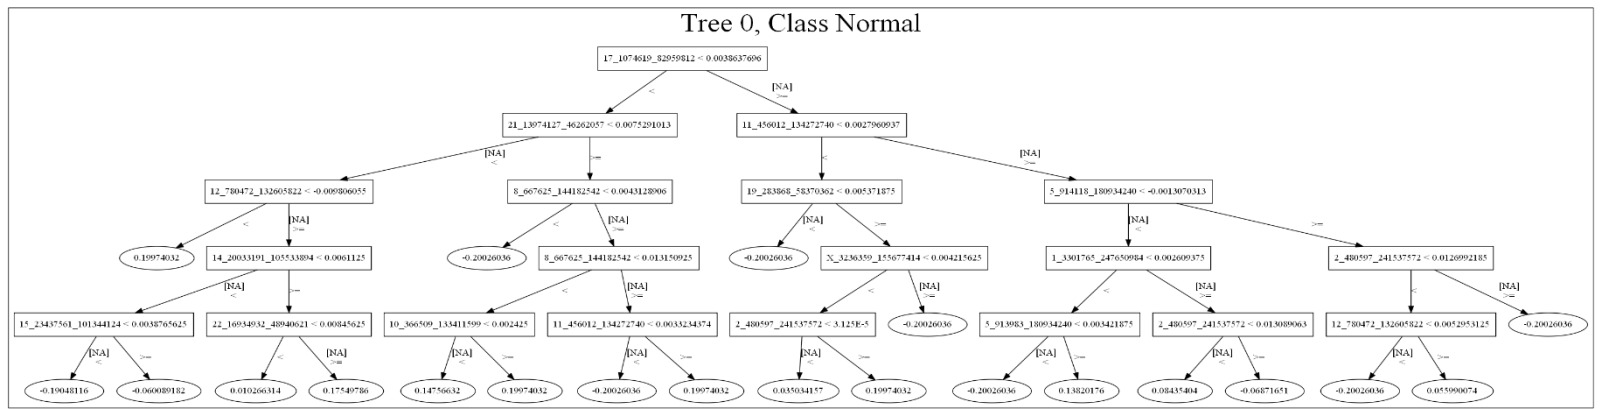 Tree 0, Class Normal
17_1074619_82959812 < 0.0038637696
<
[NA]
>=
21_13974127_46262057 < 0.0075291013
11_456012_134272740 < 0.0027960937
[NA]
<
>=
<
[NA]
>=
12_780472_132605822 < -0.009806055
8_667625_144182542 < 0.0043128906
19_283868_58370362 < 0.005371875
5_914118_180934240 < -0.0013070313
<
[NA]
>=
<
[NA]
>=
[NA]
<
>=
[NA]
<
>=
0.19974032
14_20033191_105533894 < 0.0061125
-0.20026036
8_667625_144182542 < 0.013150925
-0.20026036
X_3236359_155677414 < 0.004215625
1_3301765_247650984 < 0.002609375
2_480597_241537572 < 0.0126992185
[NA]
<
>=
<
[NA]
>=
<
[NA]
>=
<
[NA]
>=
<
[NA]
>=
15_23437561_101344124 < 0.0038765625
22_16934932_48940621 < 0.00845625
10_366509_133411599 < 0.002425
11_456012_134272740 < 0.0033234374
2_480597_241537572 < 3.125E-5
-0.20026036
5_913983_180934240 < 0.003421875
2_480597_241537572 < 0.013089063
12_780472_132605822 < 0.0052953125
-0.20026036
[NA]
<
>=
<
[NA]
>=
[NA]
<
>=
[NA]
<
>=
[NA]
<
>=
[NA]
<
>=
[NA]
<
>=
[NA]
<
>=
-0.19048116
-0.060089182
0.010266314
0.17549786
0.14756632
0.19974032
-0.20026036
0.19974032
0.035034157
0.19974032
-0.20026036
0.13820176
0.08435404
-0.06871651
-0.20026036
0.055990074